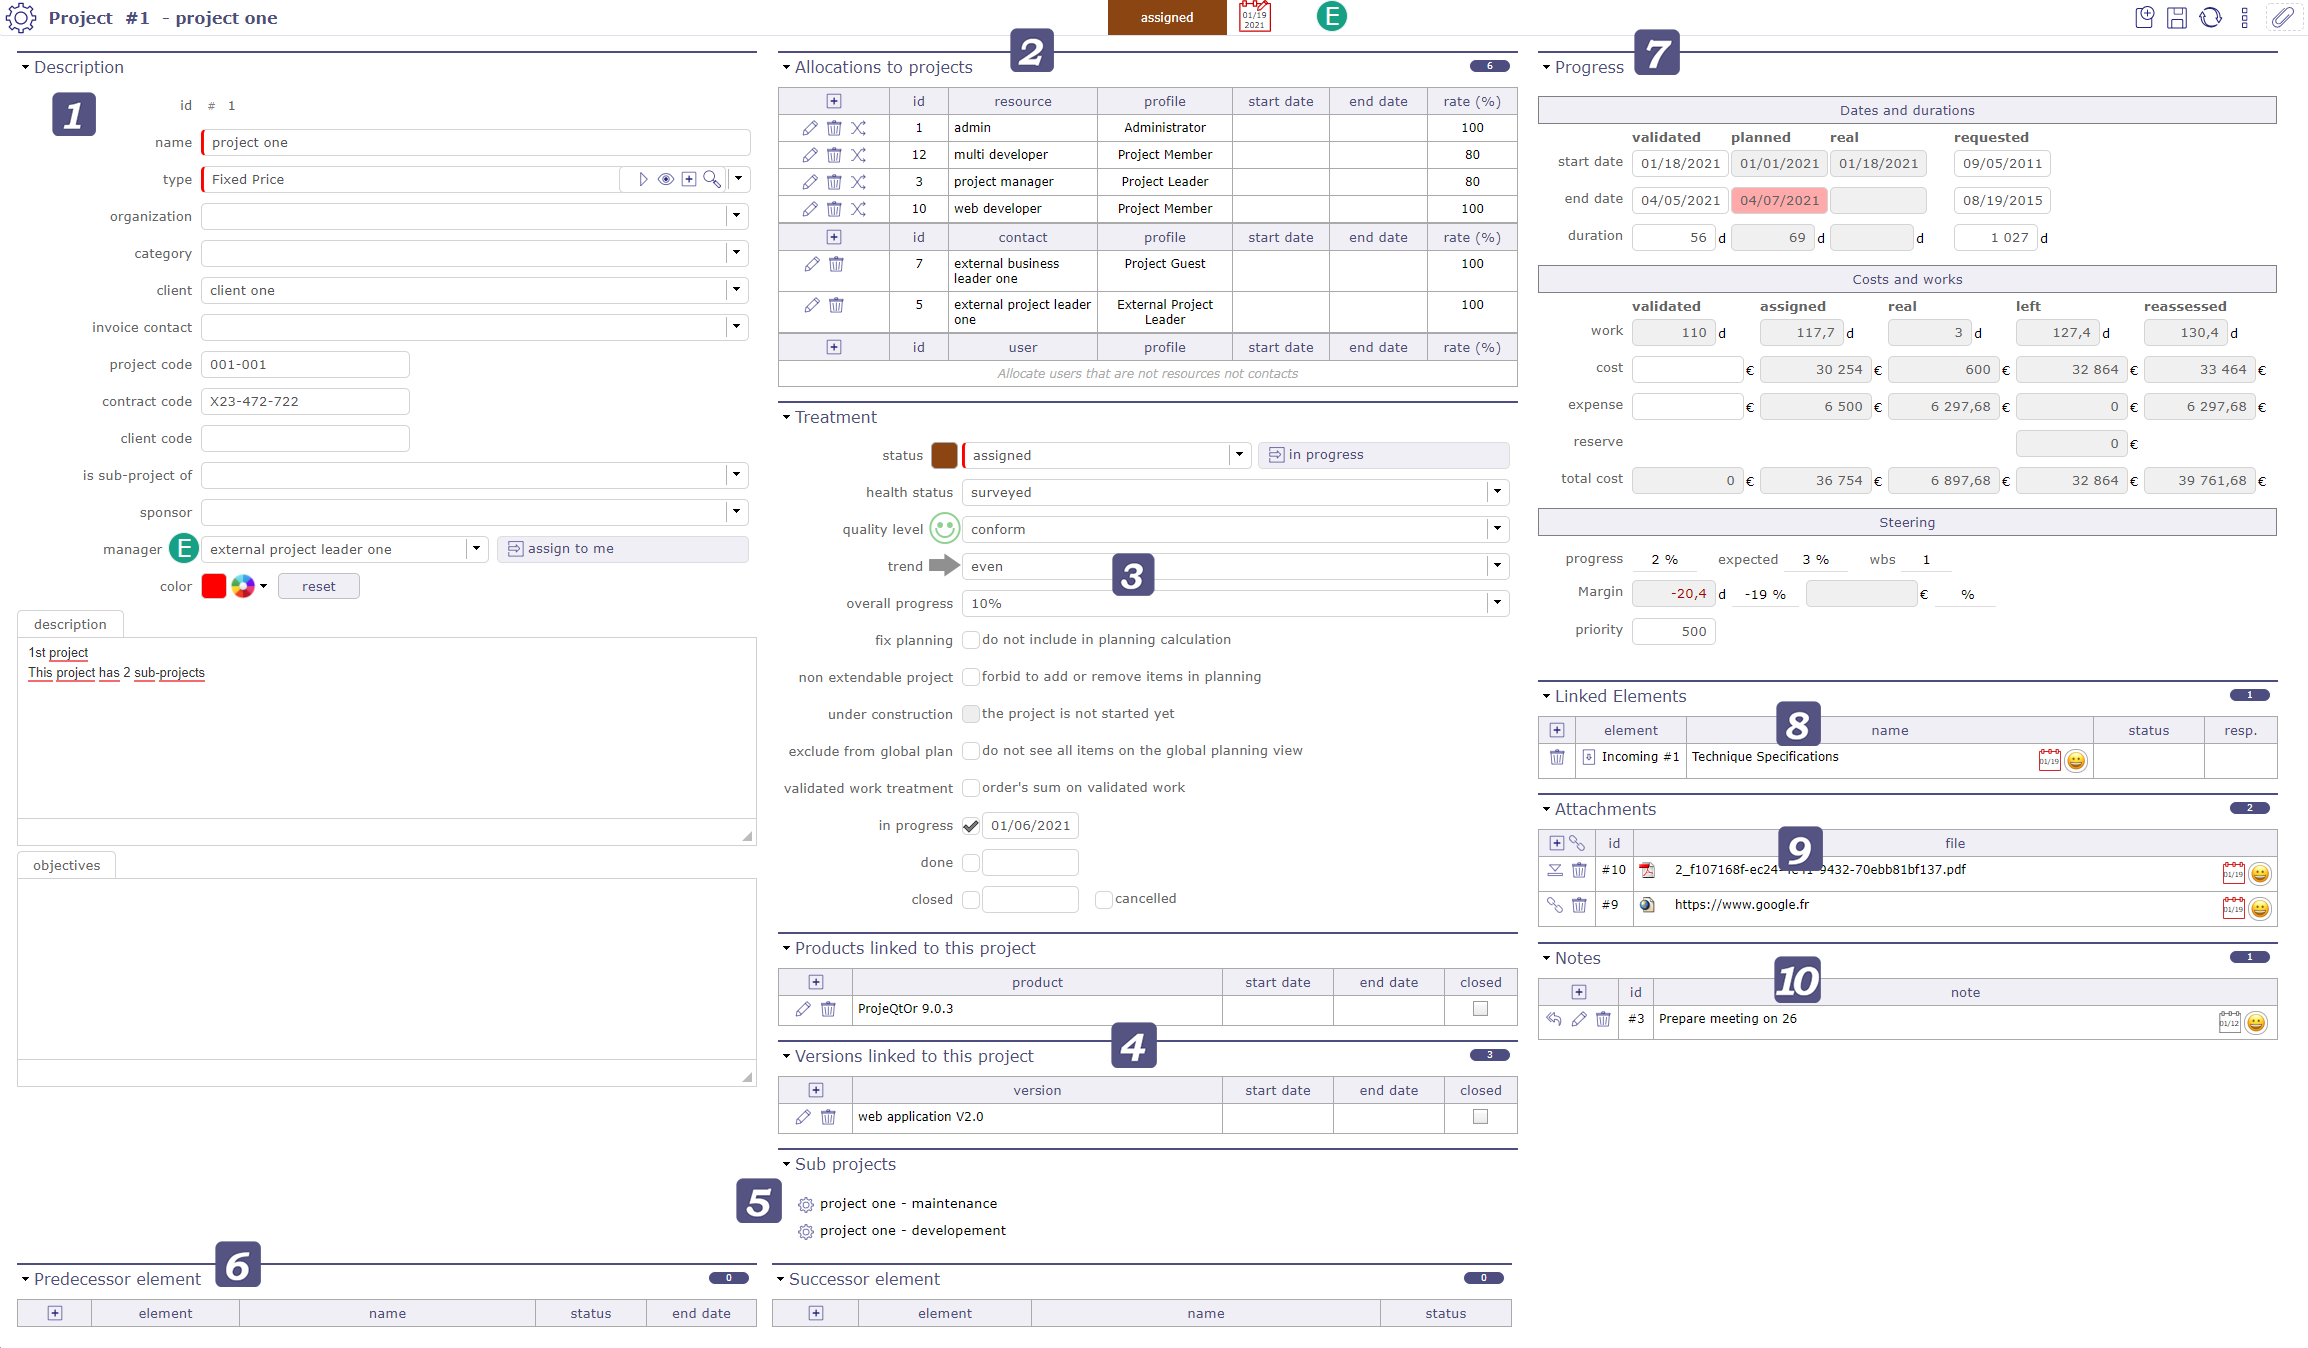 Project #1 - project one
assigned
01/19
2021
E
Description
1
id # 1
name project one
type Fixed Price
organization
category
client client one
invoice contact
project code 001-001
contract code X23-472-722
client code
is sub-project of
sponsor
manager E external project leader one assign to me
color reset
description
1st project
This project has 2 sub-projects
objectives
2
Allocations to projects 6
id resource profile start date end date rate (%)
1 admin Administrator 100
12 multi developer Project Member 80
3 project manager Project Leader 80
10 web developer Project Member 100
id contact profile start date end date rate (%)
7 external business leader one Project Guest 100
5 external project leader one External Project Leader 100
id user profile start date end date rate (%)
Allocate users that are not resources not contacts
Treatment
status assigned in progress
health status surveyed
quality level conform
trend even
3
overall progress 10%
fix planning do not include in planning calculation
non extendable project forbid to add or remove items in planning
under construction the project is not started yet
exclude from global plan do not see all items on the global planning view
validated work treatment order's sum on validated work
in progress 01/06/2021
done
closed cancelled
Products linked to this project
product start date end date closed
ProjeQtOr 9.0.3
4
Versions linked to this project 3
version start date end date closed
web application V2.0
Sub projects
5
project one - maintenance
project one - developement
6
Predecessor element 0
element name status end date
Successor element 0
element name status
7
Progress
Dates and durations
validated planned real requested
start date 01/18/2021 01/01/2021 01/18/2021 09/05/2011
end date 04/05/2021 04/07/2021 08/19/2015
duration 56 d 69 d d 1 027 d
Costs and works
validated assigned real left reassessed
work 110 d 117,7 d 3 d 127,4 d 130,4 d
cost € 30 254 € 600 € 32 864 € 33 464 €
expense € 6 500 € 6 297,68 € 0 € 6 297,68 €
reserve 0 €
total cost 0 € 36 754 € 6 897,68 € 32 864 € 39 761,68 €
Steering
progress 2 % expected 3 % wbs 1
Margin -20,4 d -19 % € %
priority 500
Linked Elements 1
8
element name status resp.
Incoming #1 Technique Specifications 01/19
Attachments 2
9
id file
#10 01/19
#9 https://www.google.fr 01/19
Notes 1
10
id note
#3 Prepare meeting on 26 01/12